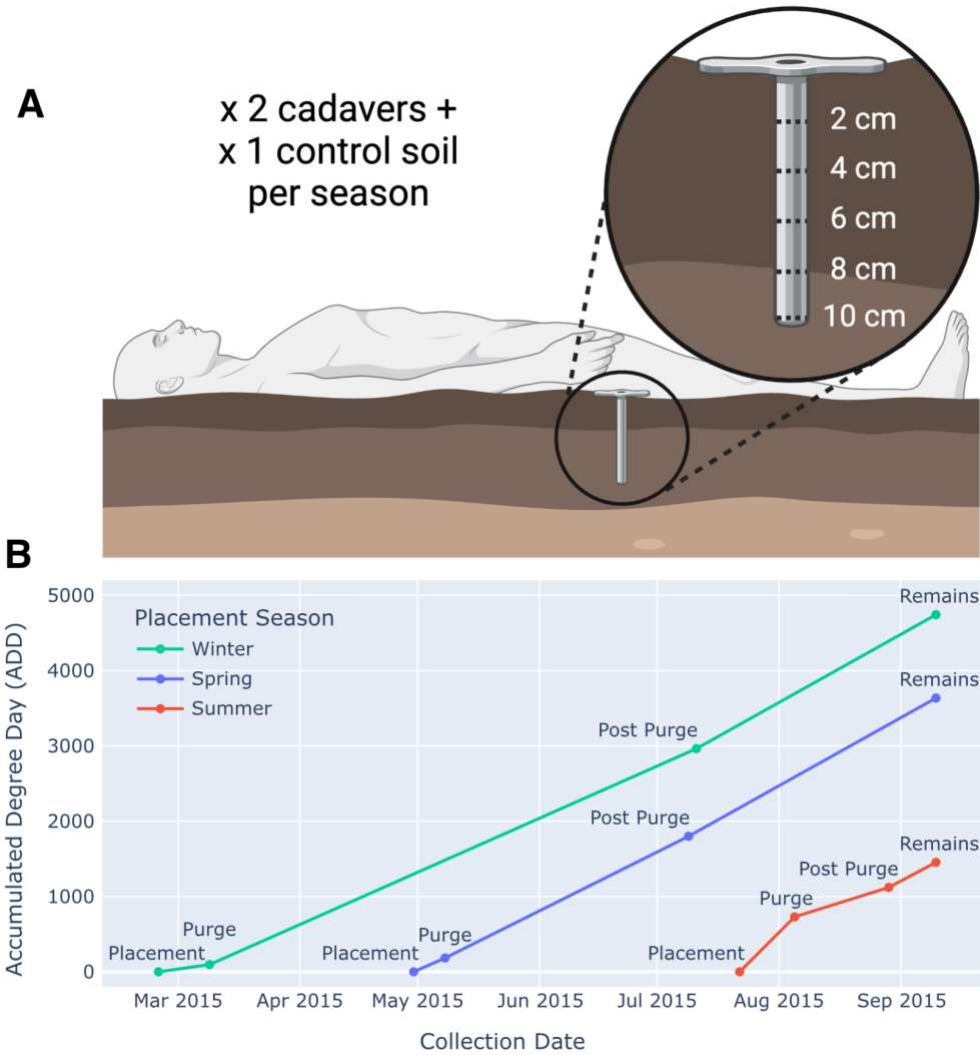 A
x 2 cadavers +
x 1 control soil
per season
2 cm
4 cm
6 cm
8 cm
10 cm
B
Accumulated Degree Day (ADD)
5000
4000
3000
2000
1000
0
Placement Season
Winter
Spring
Summer
Placement
Purge
Post Purge
Remains
Placement
Purge
Post Purge
Remains
Placement
Purge
Post Purge
Remains
Mar 2015
Apr 2015
May 2015
Jun 2015
Jul 2015
Aug 2015
Sep 2015
Collection Date